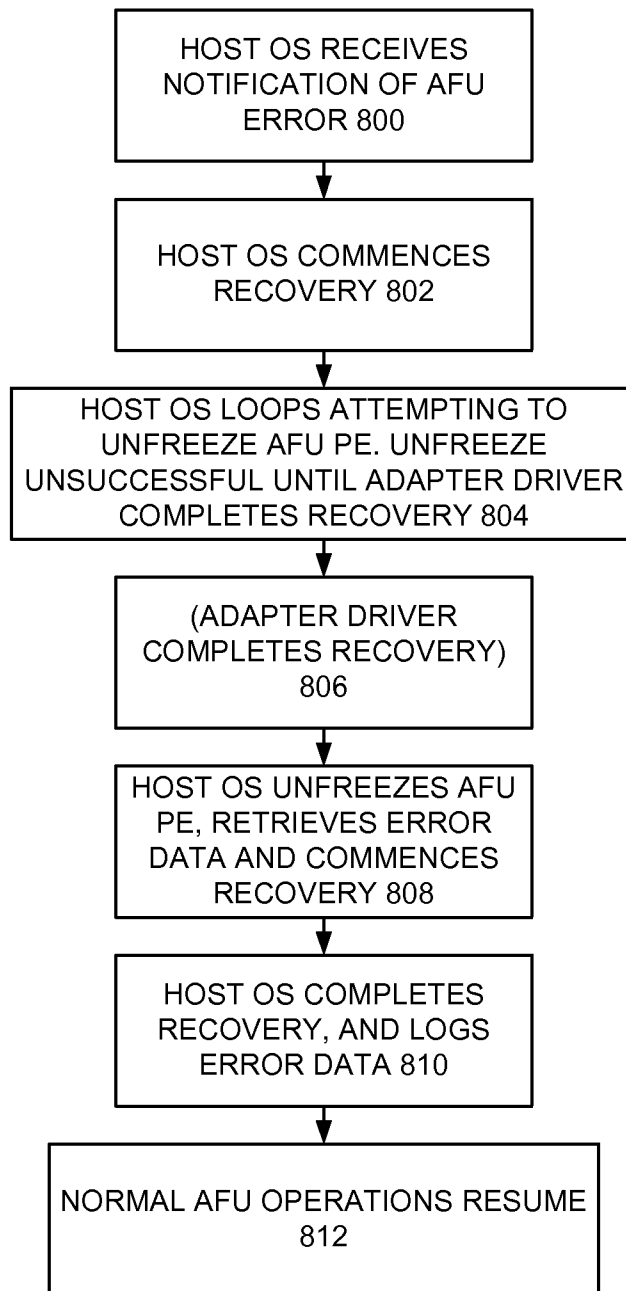 HOST OS RECEIVES
NOTIFICATION OF AFU
ERROR 800
HOST OS COMMENCES
RECOVERY 802
HOST OS LOOPS ATTEMPTING TO
UNFREEZE AFU PE. UNFREEZE
UNSUCCESSFUL UNTIL ADAPTER DRIVER
COMPLETES RECOVERY 804
(ADAPTER DRIVER
COMPLETES RECOVERY)
806
HOST OS UNFREEZES AFU
PE, RETRIEVES ERROR
DATA AND COMMENCES
RECOVERY 808
HOST OS COMPLETES
RECOVERY, AND LOGS
ERROR DATA 810
NORMAL AFU OPERATIONS RESUME
812